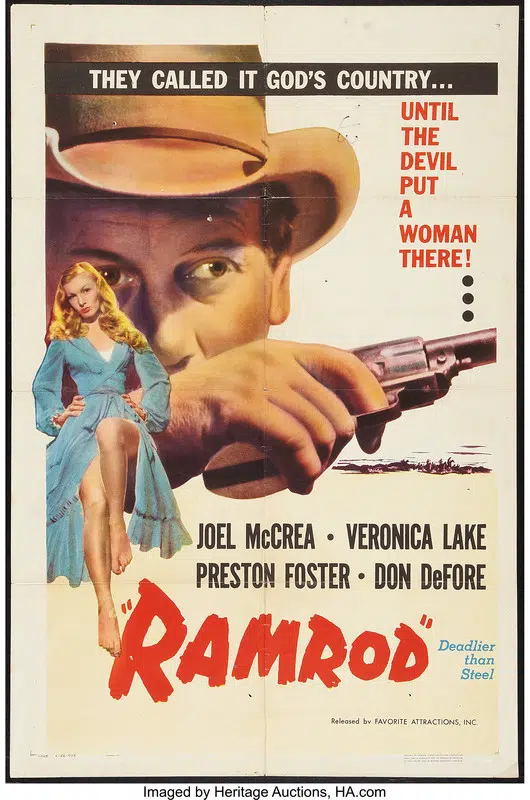 THEY CALLED IT GOD'S COUNTRY...
UNTIL
THE
DEVIL
PUT
A
WOMAN
THERE!
JOEL McCREA • VERONICA LAKE
PRESTON FOSTER • DON DeFORE
"RAMROD"
Deadlier
than
Steel
Released by FAVORITE ATTRACTIONS, INC.
Imaged by Heritage Auctions, HA.com